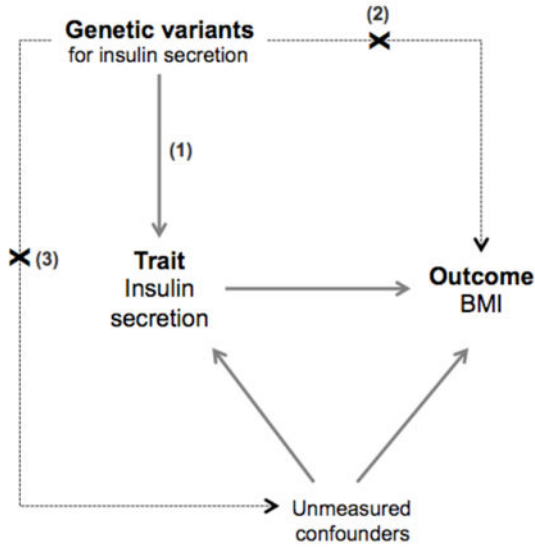 (2)
Genetic variants
for insulin secretion
(1)
(3)
Trait
Insulin
secretion
Outcome
BMI
Unmeasured
confounders